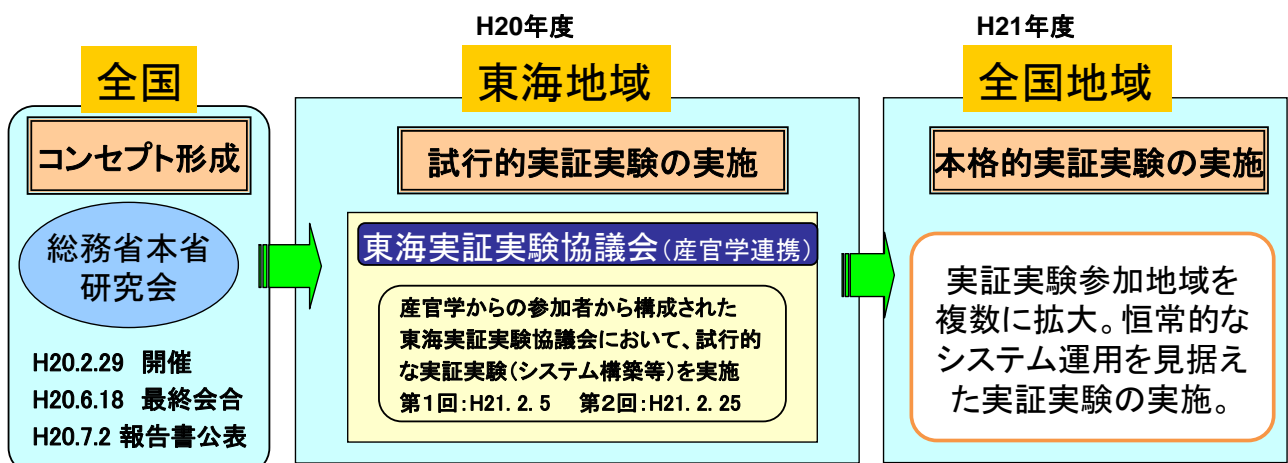 全国
コンセプト形成
総務省本省
研究会
H20.2.29 開催
H20.6.18 最終会合
H20.7.2 報告書公表
H20年度
東海地域
試行的実証実験の実施
東海実証実験協議会(産官学連携)
産官学からの参加者から構成された
東海実証実験協議会において、試行的
な実証実験(システム構築等)を実施
第1回:H21.2.5 第2回:H21.2.25
H21年度
全国地域
本格的実証実験の実施
実証実験参加地域を
複数に拡大。恒常的な
システム運用を見据え
た実証実験の実施。